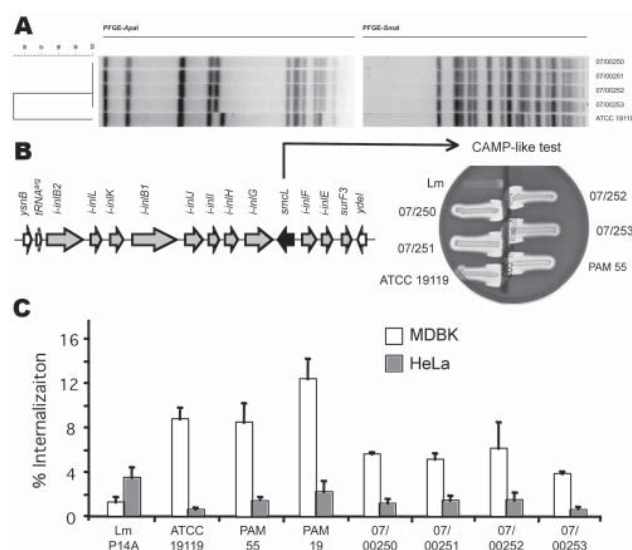 A
PFGE-ApaI
PFGE-SmaI
07/00250
07/00251
07/00252
07/00253
ATCC 19119
B
CAMP-like test
ysnB
tRNAarg
i-inlB2
i-inlL
i-inlK
i-inlB1
i-inlJ
i-inlI
i-inlH
i-inlG
smcL
i-inlF
i-inlE
surF3
ydeI
Lm
07/250
07/251
ATCC 19119
07/252
07/253
PAM 55
C
% Internalizaiton
16
12
8
4
0
MDBK
HeLa
Lm P14A
ATCC 19119
PAM 55
PAM 19
07/ 00250
07/ 00251
07/ 00252
07/ 00253